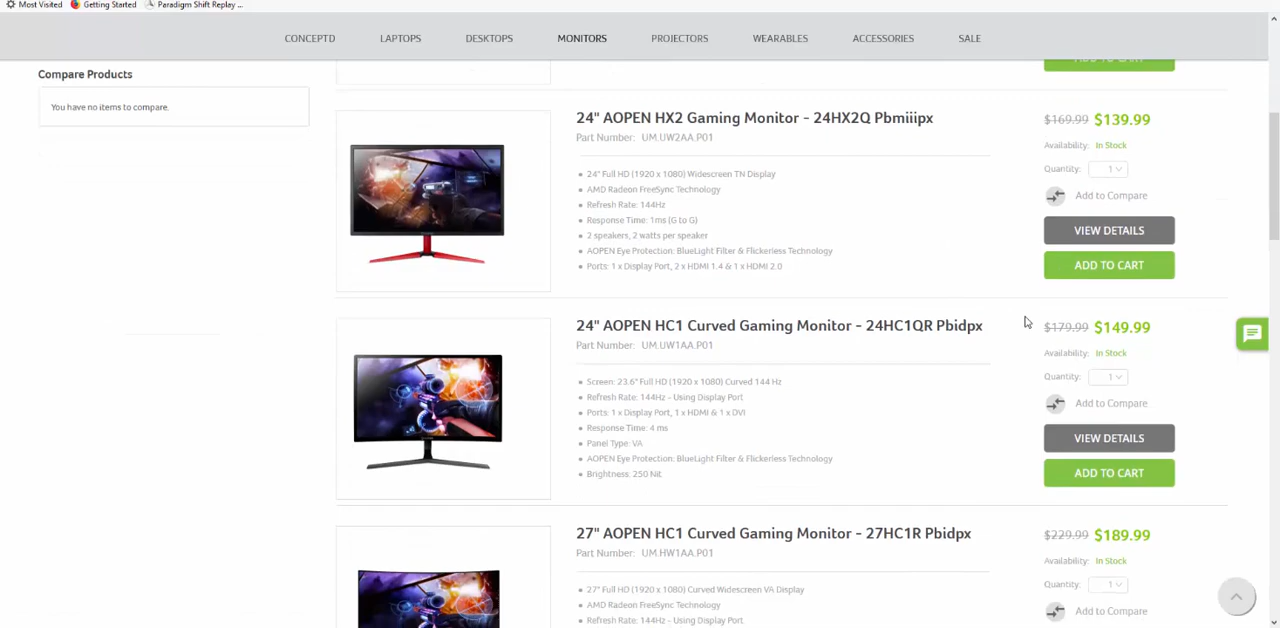 Most Visited Getting Started Paradigm Shift Replay ...
CONCEPTD LAPTOPS DESKTOPS MONITORS PROJECTORS WEARABLES ACCESSORIES SALE
Compare Products
You have no items to compare.
ADD TO CART
24" AOPEN HX2 Gaming Monitor - 24HX2Q Pbmiiipx
Part Number: UM.UW2AA.P01
24" Full HD (1920 x 1080) Widescreen TN Display
AMD Radeon FreeSync Technology
Refresh Rate: 144Hz
Response Time: 1ms (G to G)
2 speakers, 2 watts per speaker
AOPEN Eye Protection: BlueLight Filter & Flickerless Technology
Ports: 1 x Display Port, 2 x HDMI 1.4 & 1 x HDMI 2.0
$169.99 $139.99
Availability: In Stock
Quantity: 1
Add to Compare
VIEW DETAILS
ADD TO CART
24" AOPEN HC1 Curved Gaming Monitor - 24HC1QR Pbidpx
Part Number: UM.UW1AA.P01
Screen: 23.6" Full HD (1920 x 1080) Curved 144 Hz
Refresh Rate: 144Hz - Using Display Port
Ports: 1 x Display Port, 1 x HDMI & 1 x DVI
Response Time: 4 ms
Panel Type: VA
AOPEN Eye Protection: BlueLight Filter & Flickerless Technology
Brightness: 250 Nit
$179.99 $149.99
Availability: In Stock
Quantity: 1
Add to Compare
VIEW DETAILS
ADD TO CART
27" AOPEN HC1 Curved Gaming Monitor - 27HC1R Pbidpx
Part Number: UM.HW1AA.P01
27" Full HD (1920 x 1080) Curved Widescreen VA Display
AMD Radeon FreeSync Technology
Refresh Rate: 144Hz - Using Display Port
$229.99 $189.99
Availability: In Stock
Quantity: 1
Add to Compare